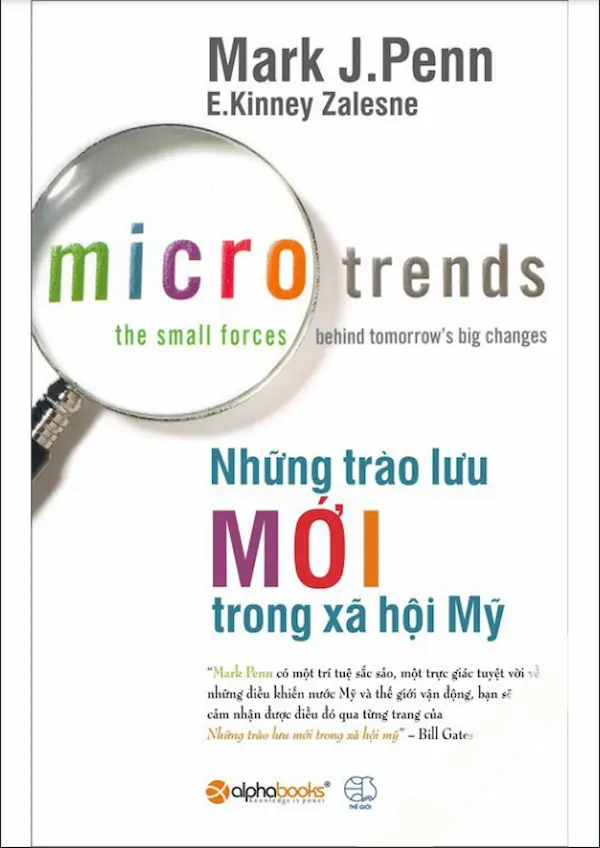 Mark J.Penn
E.Kinney Zalesne
micro trends
the small forces behind tomorrow's big changes
Những trào lưu
MỚI
trong xã hội Mỹ
"Mark Penn có một trí tuệ sắc sảo, một trực giác tuyệt vời về
những điều khiến nước Mỹ và thế giới vận động, bạn sẽ
cảm nhận được điều đó qua từng trang của
Những trào lưu mới trong xã hội mỹ" – Bill Gates
alphabooks®
Knowledge is power
THẾ GIỚI